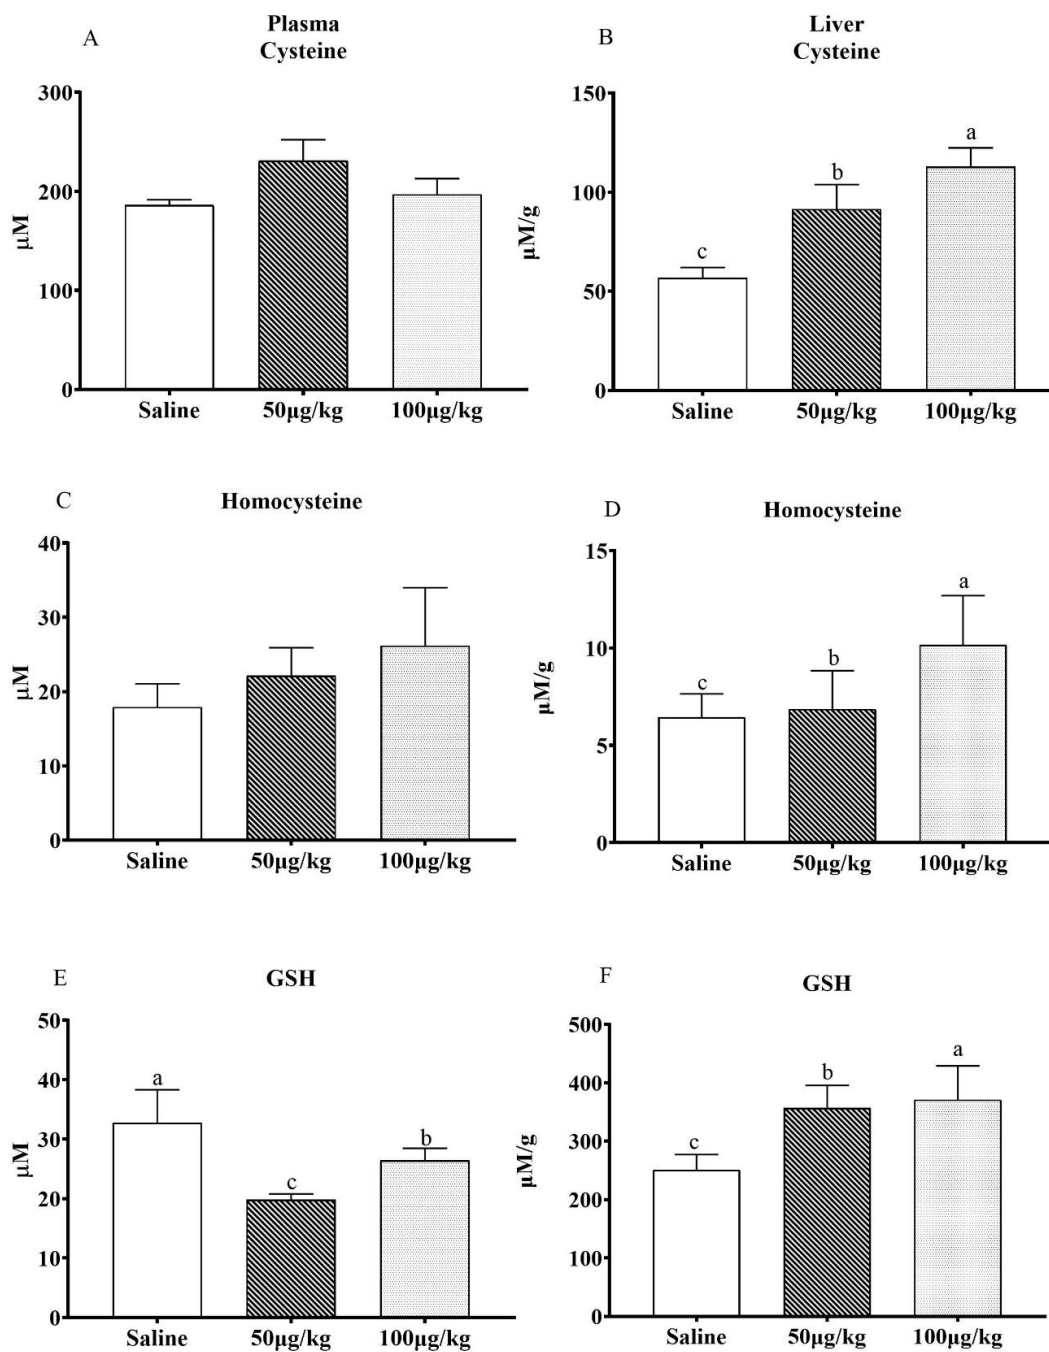 A
Plasma
Cysteine
300
200
100
0
μM
Saline
50μg/kg
100μg/kg
B
Liver
Cysteine
150
100
50
0
μM/g
c
b
a
Saline
50μg/kg
100μg/kg
C
Homocysteine
40
30
20
10
0
μM
Saline
50μg/kg
100μg/kg
D
Homocysteine
15
10
5
0
μM/g
c
b
a
Saline
50μg/kg
100μg/kg
E
GSH
50
40
30
20
10
0
μM
a
c
b
Saline
50μg/kg
100μg/kg
F
GSH
500
400
300
200
100
0
μM/g
c
b
a
Saline
50μg/kg
100μg/kg